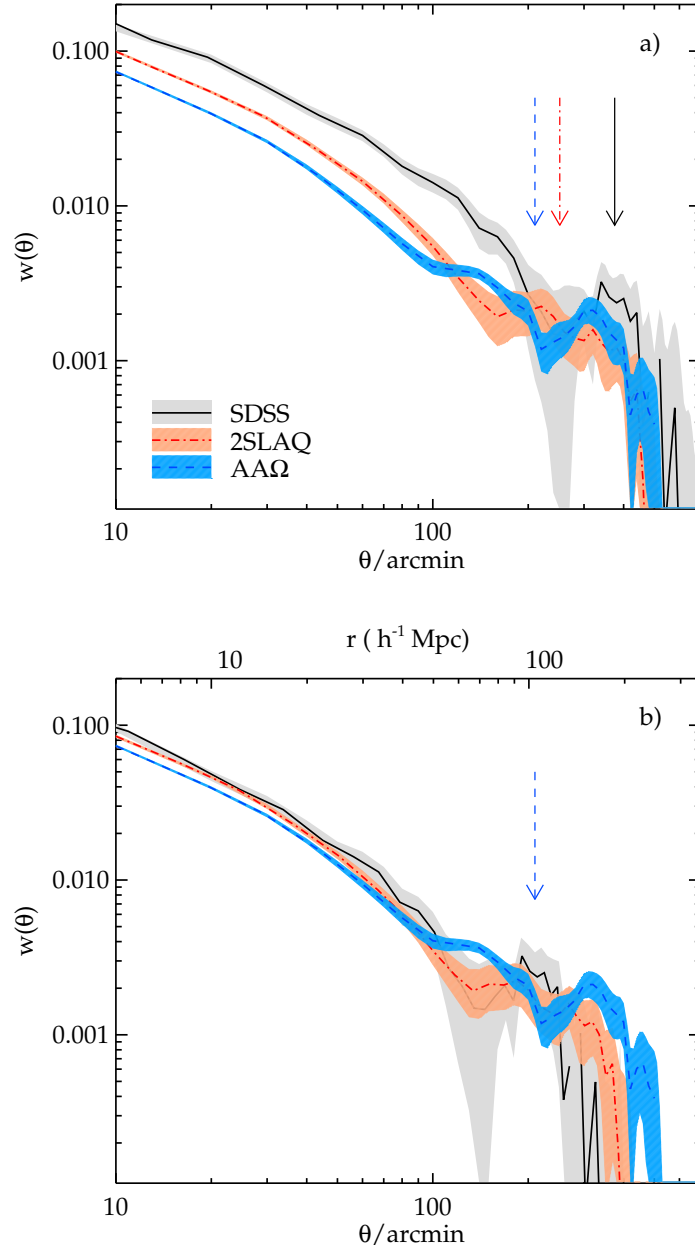 a)
0.100
0.010
0.001
w(θ)
SDSS
2SLAQ
AAΩ
10
100
θ/arcmin
r ( h⁻¹ Mpc)
10
100
b)
0.100
0.010
0.001
w(θ)
10
100
θ/arcmin